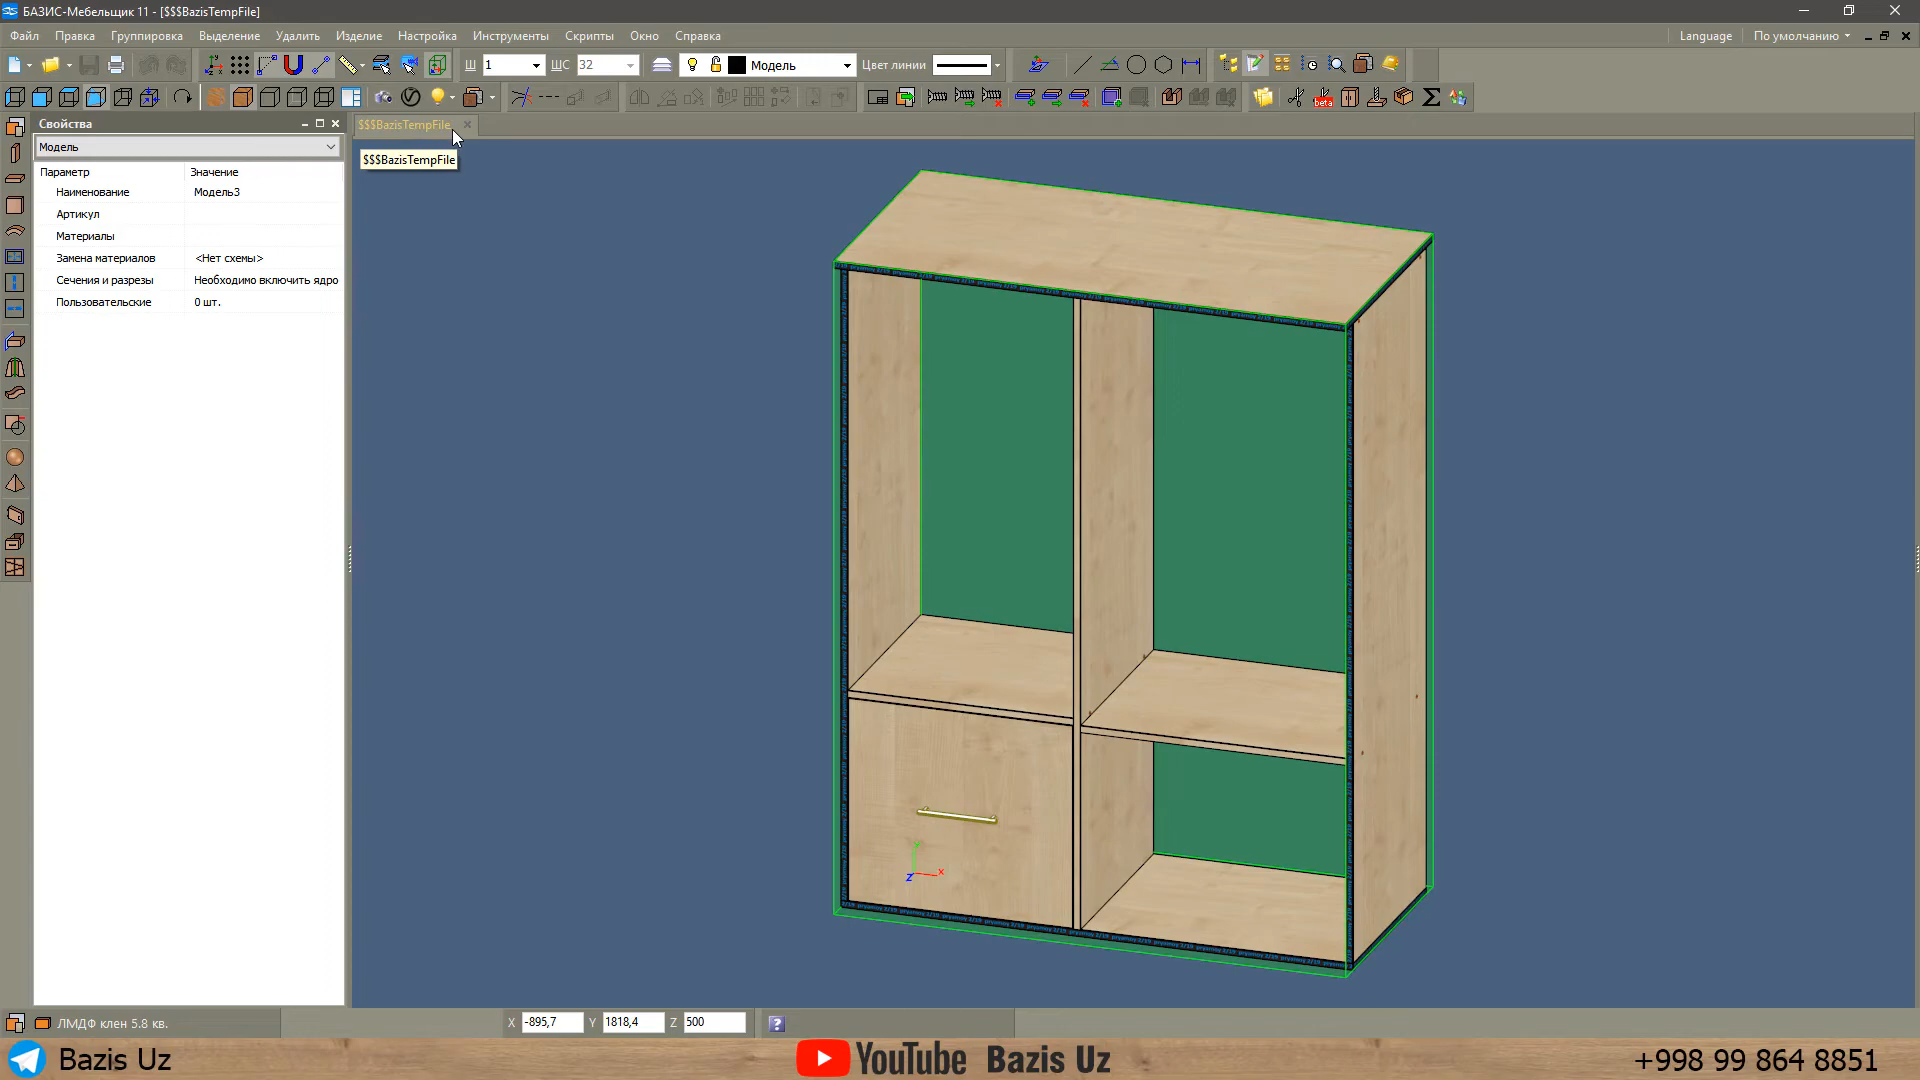 БАЗИС-Мебельщик 11 - [$$$BazisTempFile]
Файл Правка Группировка Выделение Удалить Изделие Настройка Инструменты Скрипты Окно Справка Language По умолчанию
Ш 1 ШС 32 Модель Цвет линии
beta
Свойства
$$$BazisTempFile
Модель
$$$BazisTempFile
Параметр Значение
Наименование Модель3
Артикул
Материалы
Замена материалов <Нет схемы>
Сечения и разрезы Необходимо включить ядро
Пользовательские 0 шт.
Y
Z X
ЛМДФ клен 5.8 кв. X -895,7 Y 1818,4 Z 500 ?
Bazis Uz YouTube Bazis Uz +998 99 864 8851